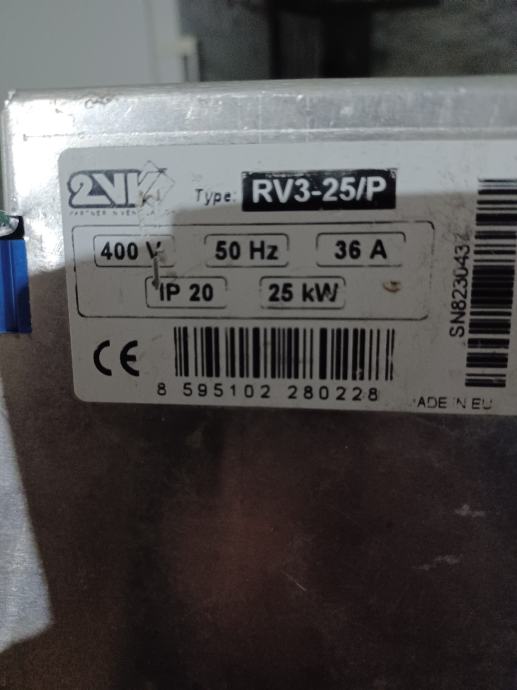 2VV
Type: RV3-25/P
400 V 50 Hz 36 A
IP 20 25 kW
CE
8 595102 280228
MADE IN EU
SN8230434